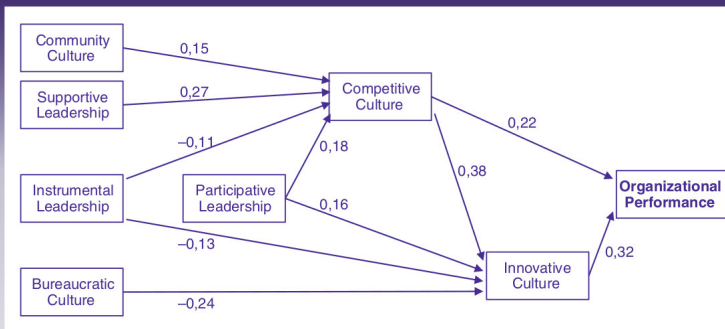 Community
Culture
0,15
Supportive
Leadership
0,27
Competitive
Culture
–0,11
0,18
0,22
0,38
Instrumental
Leadership
Participative
Leadership
0,16
Organizational
Performance
–0,13
0,32
Innovative
Culture
Bureaucratic
Culture
–0,24